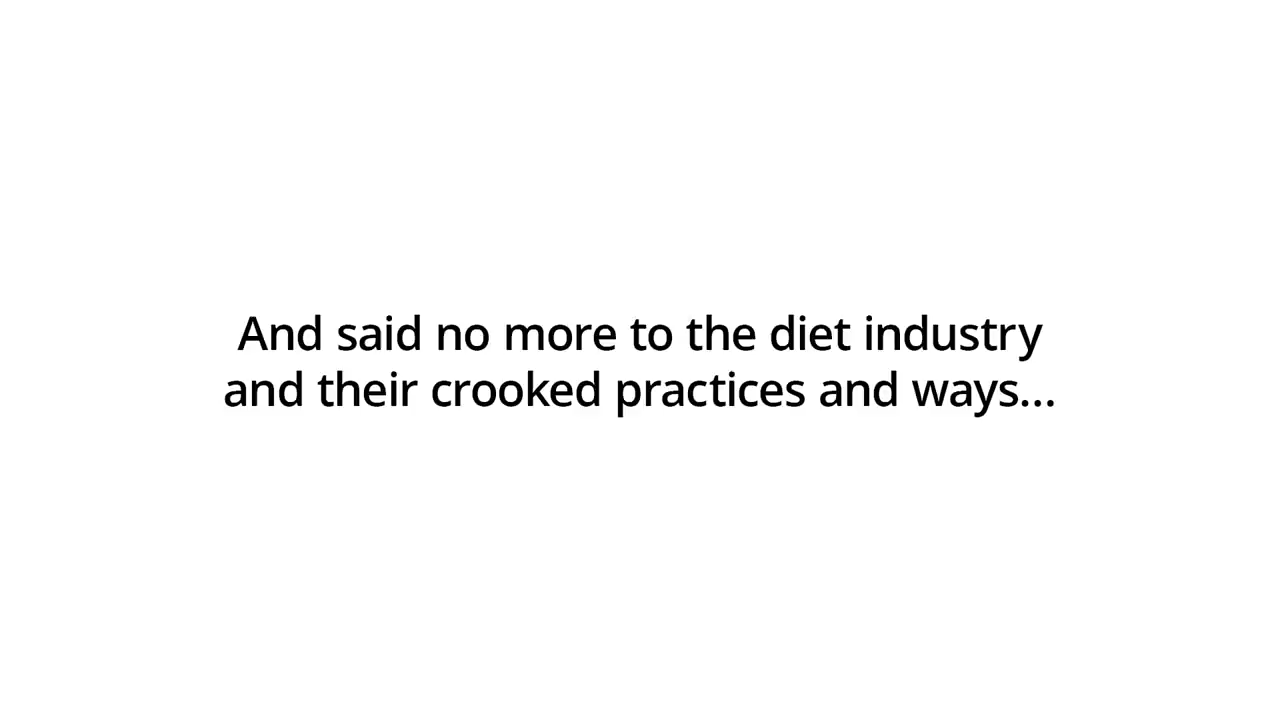 And said no more to the diet industry
and their crooked practices and ways...